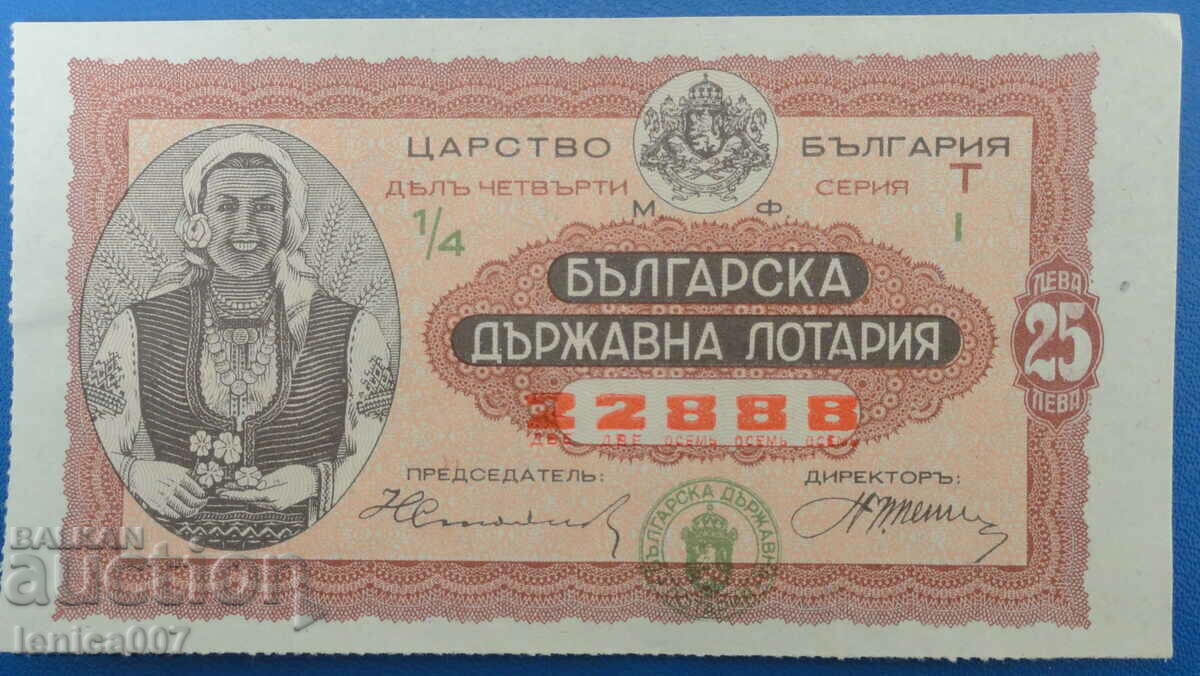 ЦАРСТВО БЪЛГАРИЯ
ДѢЛЪ ЧЕТВЪРТИ СЕРИЯ Т
1/4 М Ф I
БЪЛГАРСКА
ДЪРЖАВНА ЛОТАРИЯ
ЛЕВА
25
ЛЕВА
22888
ДВЕ ДВЕ ОСЕМЬ ОСЕМЬ ОСЕМЬ
ПРЕДСЕДАТЕЛЬ: ДИРЕКТОРЪ:
БЪЛГАРСКА ДЪРЖАВНА
ЛОТАРИЯ
BALKAN
auction
lenica007